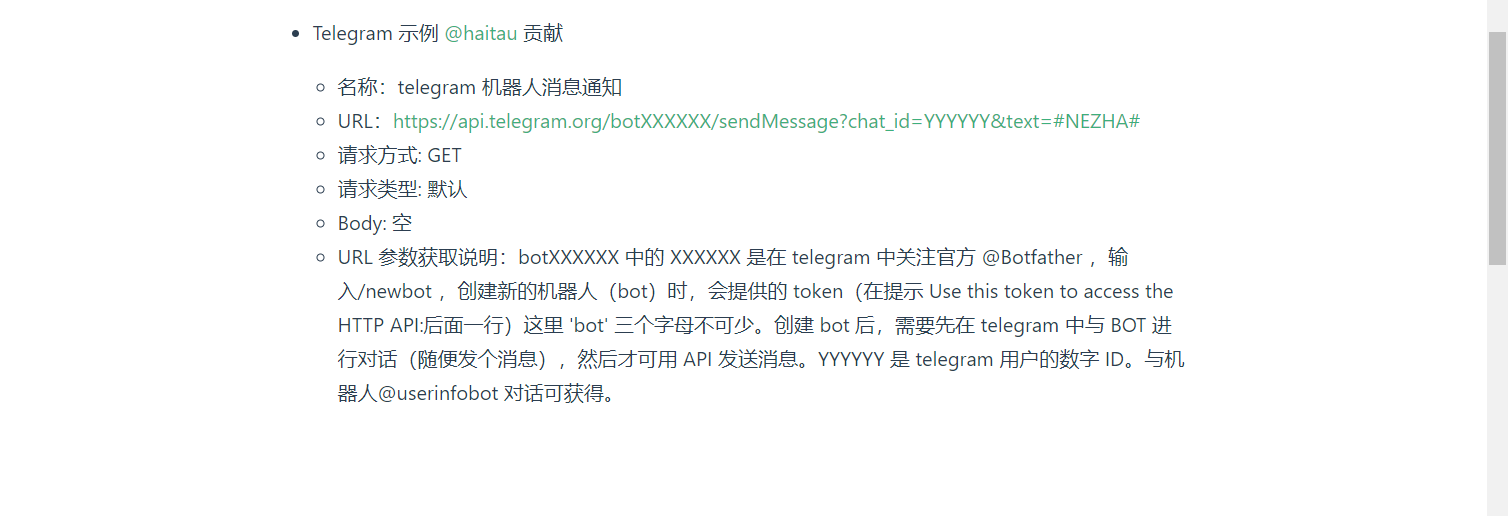 Telegram 示例 @haitau 贡献
名称：telegram 机器人消息通知
URL：https://api.telegram.org/botXXXXXX/sendMessage?chat_id=YYYYYY&text=#NEZHA#
请求方式: GET
请求类型: 默认
Body: 空
URL 参数获取说明：botXXXXXX 中的 XXXXXX 是在 telegram 中关注官方 @Botfather ，输
入/newbot ，创建新的机器人（bot）时，会提供的 token（在提示 Use this token to access the
HTTP API:后面一行）这里 'bot' 三个字母不可少。创建 bot 后，需要先在 telegram 中与 BOT 进
行对话（随便发个消息），然后才可用 API 发送消息。YYYYYY 是 telegram 用户的数字 ID。与机
器人@userinfobot 对话可获得。